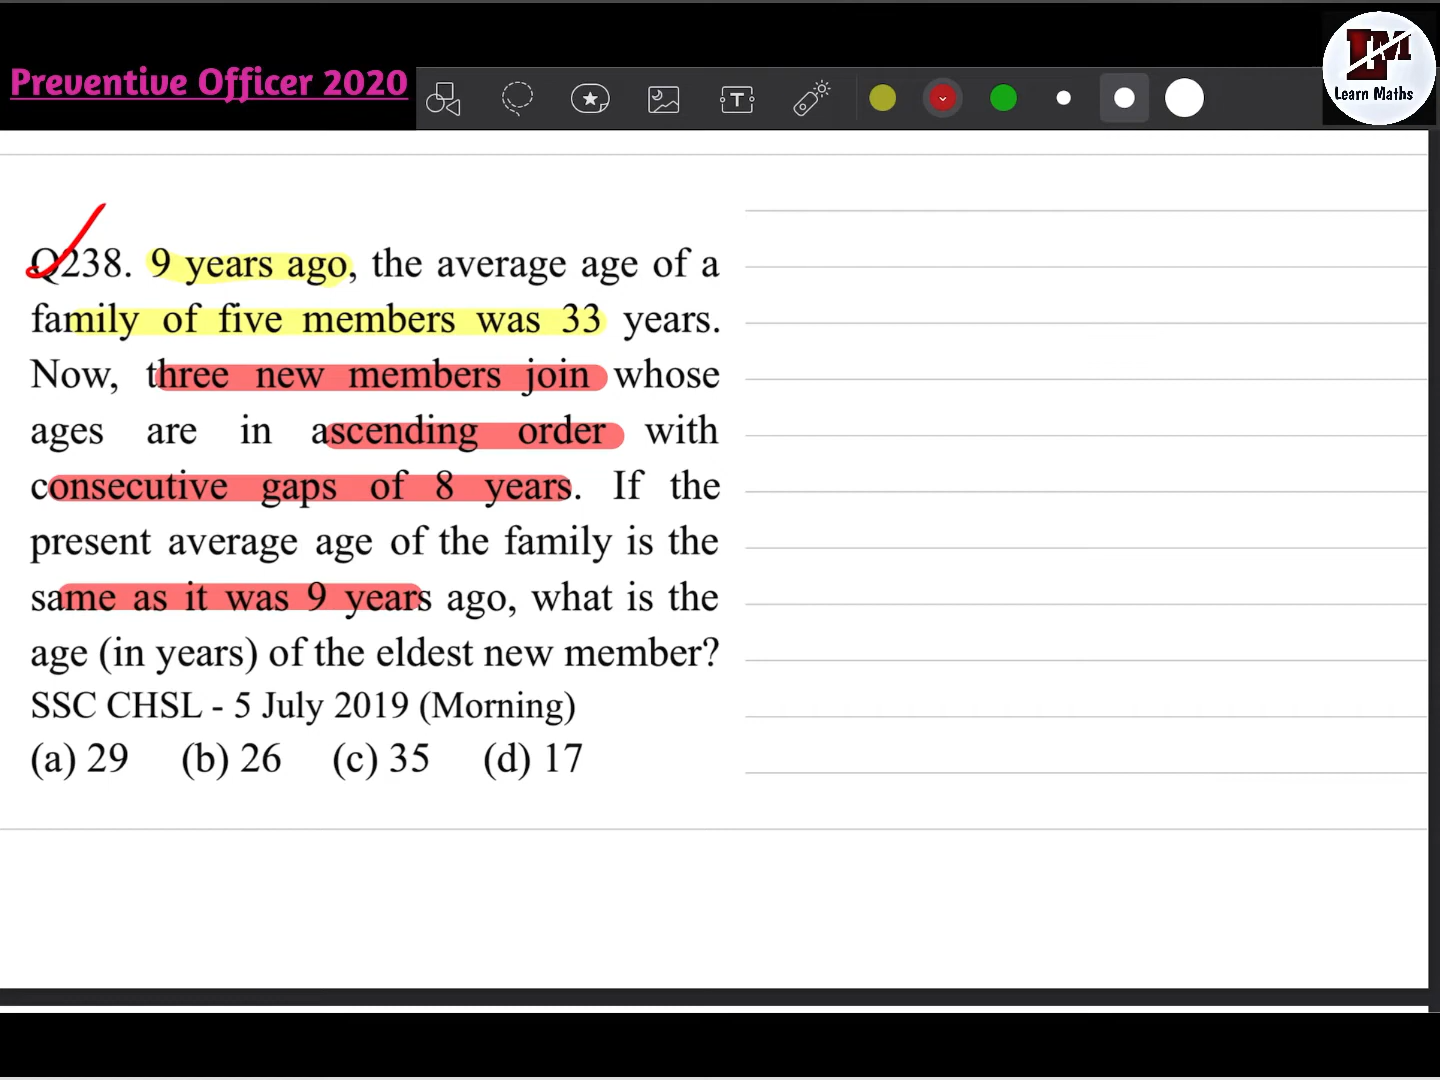 Preventive Officer 2020
T
LM
Learn Maths
Q238. 9 years ago, the average age of a
family of five members was 33 years.
Now, three new members join whose
ages are in ascending order with
consecutive gaps of 8 years. If the
present average age of the family is the
same as it was 9 years ago, what is the
age (in years) of the eldest new member?
SSC CHSL - 5 July 2019 (Morning)
(a) 29 (b) 26 (c) 35 (d) 17